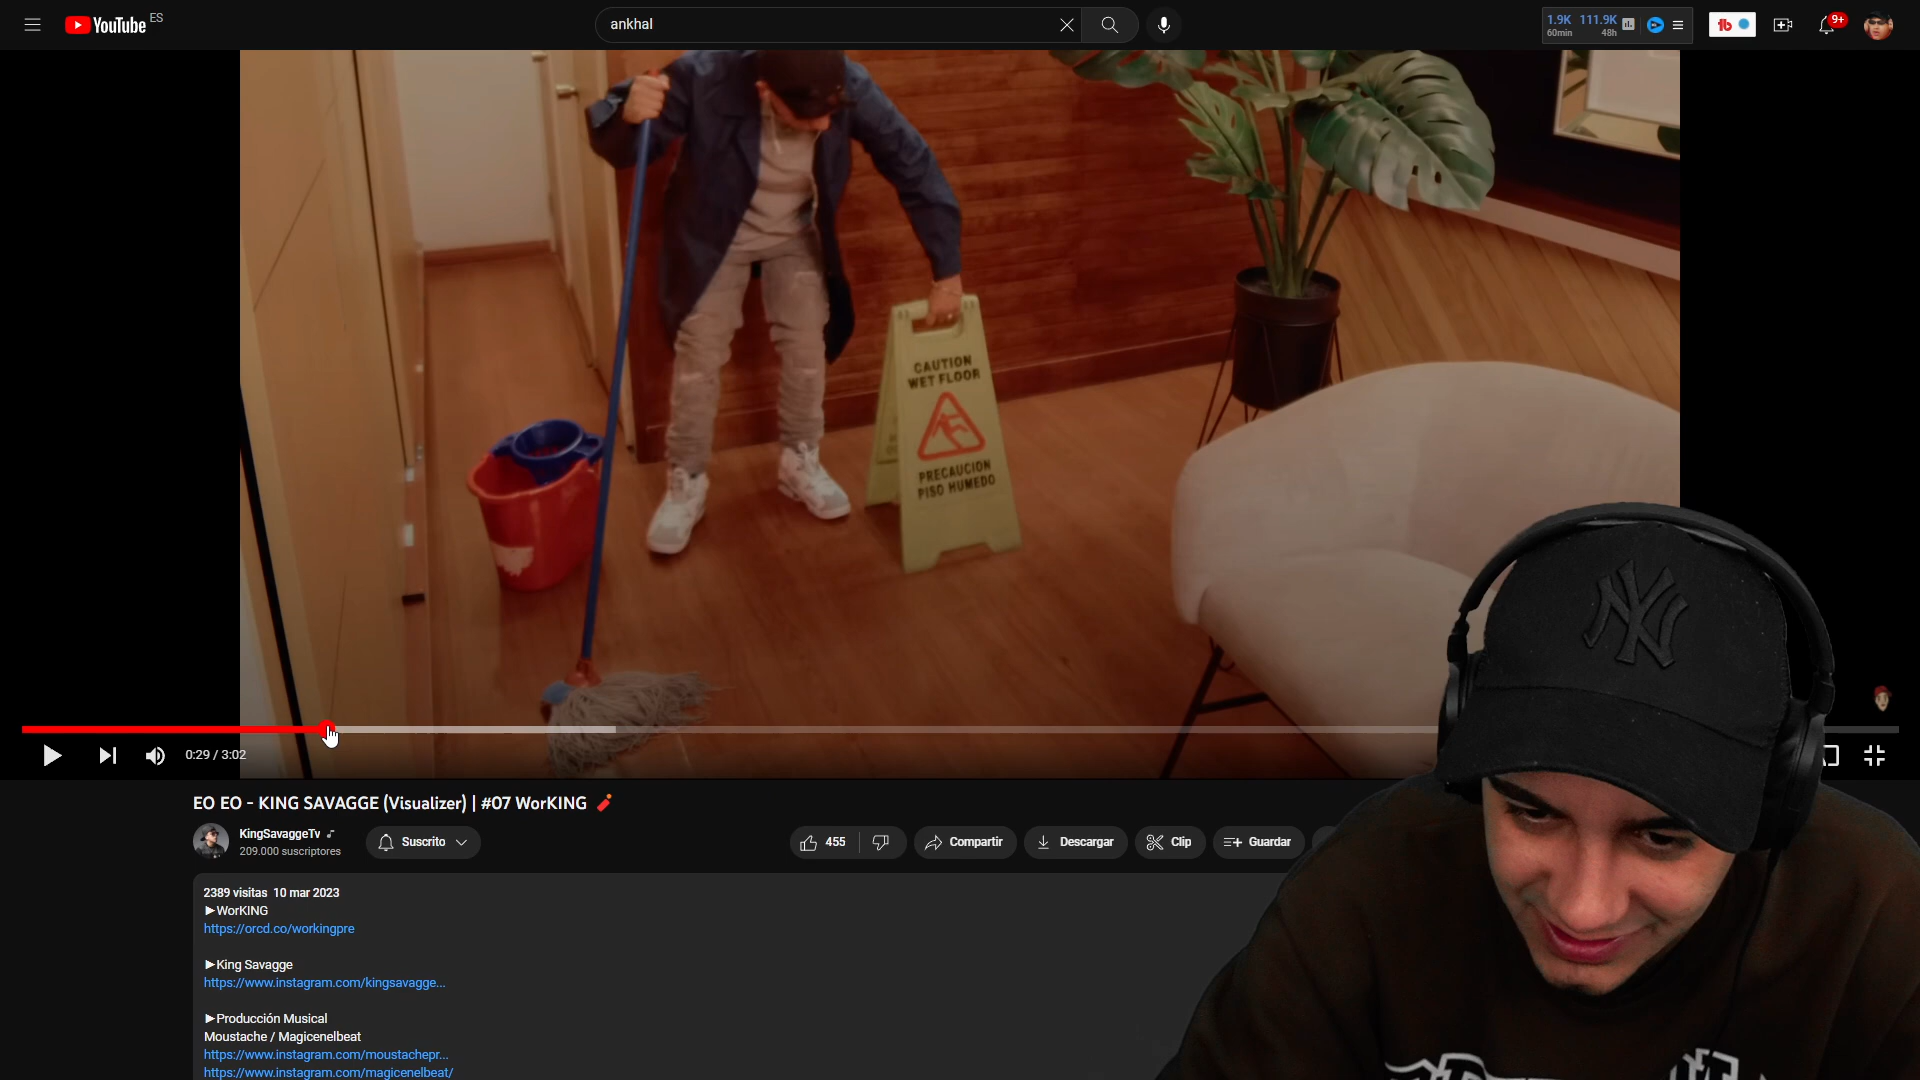 YouTube ES
ankhal
1.9K 111.9K
60min 48h
tb
9+
CAUTION
WET FLOOR
PRECAUCION
PISO HUMEDO
NY
0:29 / 3:02
EO EO - KING SAVAGGE (Visualizer) | #07 WorKING
KingSavaggeTv
209.000 suscriptores
Suscrito
455
Compartir
Descargar
Clip
Guardar
2389 visitas 10 mar 2023
►WorKING
https://orcd.co/workingpre
►King Savagge
https://www.instagram.com/kingsavagge...
►Producción Musical
Moustache / Magicenelbeat
https://www.instagram.com/moustachepr...
https://www.instagram.com/magicenelbeat/